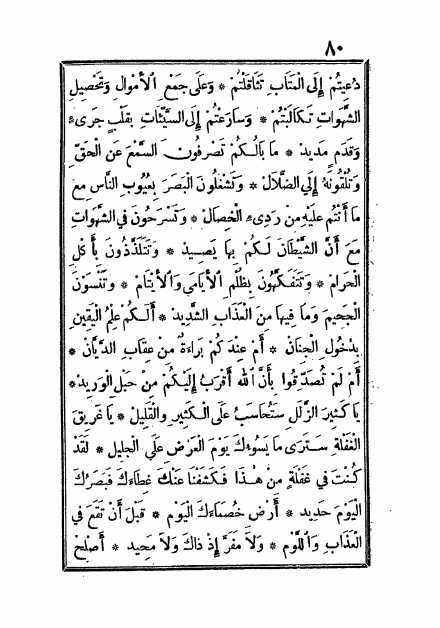 ٨٠
دُعِيتُمْ إِلَى الْمَتَابِ تَثَاقَلْتُمْ * وَعَلَى جَمْعِ الْأَمْوَالِ وَتَحْصِيلِ
الشَّهَوَاتِ تَكَالَبْتُمْ * وَسَارَعْتُمْ إِلَى السَّيِّئَاتِ بِقَلْبٍ جَرِىءٍ
وَقَدَمٍ مَدِيدٍ * مَا بَالُكُمْ تَصْرِفُونَ السَّمْعَ عَنِ الْحَقِّ
وَتُلْقُونَهُ إِلَى الضَّلَالِ * وَتَشْغَلُونَ الْبَصَرَ بِعُيُوبِ النَّاسِ مَعَ
مَا أَنْتُمْ عَلَيْهِ مِنْ رَدِىءِ الْخِصَالِ * وَتَسْرَحُونَ فِي الشَّهَوَاتِ
مَعَ أَنَّ الشَّيْطَانَ لَكُمْ بِهَا يَصِيدُ * وَتَتَلَذَّذُونَ بِأَكْلِ
الْحَرَامِ * وَتَتَفَكَّهُونَ بِظُلْمِ الْأَيَامَى وَالْأَيْتَامِ * وَتَنْسَوْنَ
الْجَحِيمَ وَمَا فِيهَا مِنَ الْعَذَابِ الشَّدِيدِ * أَلَكُمْ عِلْمُ الْيَقِينِ
بِدُخُولِ الْجِنَانِ * أَمْ عِنْدَكُمْ بَرَاءَةٌ مِنْ عِقَابِ الدَّيَّانِ *
أَمْ لَمْ تُصَدِّقُوا بِأَنَّ اللهَ أَقْرَبُ إِلَيْكُمْ مِنْ حَبْلِ الْوَرِيدِ *
يَا كَثِيرَ الزَّلَلِ سَتُحَاسَبُ عَلَى الْكَثِيرِ وَالْقَلِيلِ * يَا غَرِيقَ
الْغَفْلَةِ سَتَرَى مَا يَسُوءُكَ يَوْمَ الْعَرْضِ عَلَى الْجَلِيلِ * لَقَدْ
كُنْتَ فِي غَفْلَةٍ مِنْ هَذَا فَكَشَفْنَا عَنْكَ غِطَاءَكَ فَبَصَرُكَ
الْيَوْمَ حَدِيدٌ * أَرْضِ خُصَمَاءَكَ الْيَوْمَ * قَبْلَ أَنْ تَقَعَ فِي
الْعَذَابِ وَاللَّوْمِ * وَلَا مَفَرَّ إِذْ ذَاكَ وَلَا مَحِيدَ * أَصْلِحْ